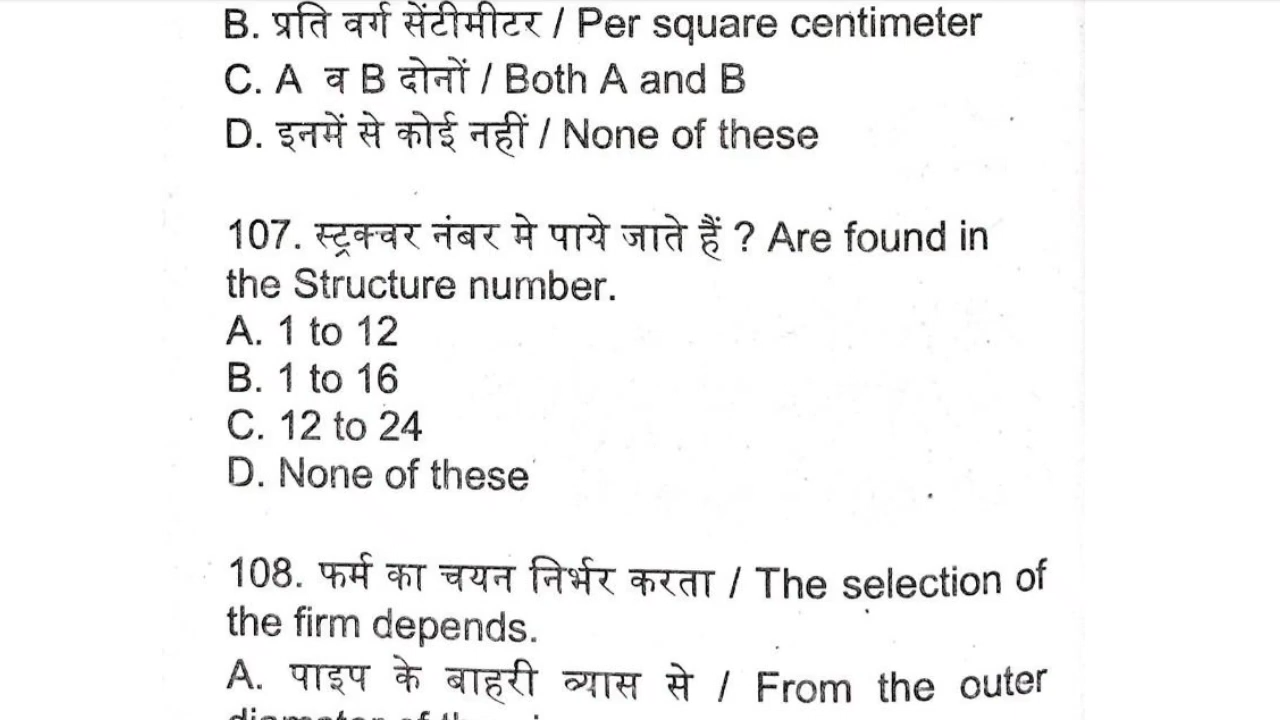 B. प्रति वर्ग सेंटीमीटर / Per square centimeter
C. A व B दोनों / Both A and B
D. इनमें से कोई नहीं / None of these
107. स्ट्रक्चर नंबर मे पाये जाते हैं ? Are found in
the Structure number.
A. 1 to 12
B. 1 to 16
C. 12 to 24
D. None of these
108. फर्म का चयन निर्भर करता / The selection of
the firm depends.
A. पाइप के बाहरी व्यास से / From the outer